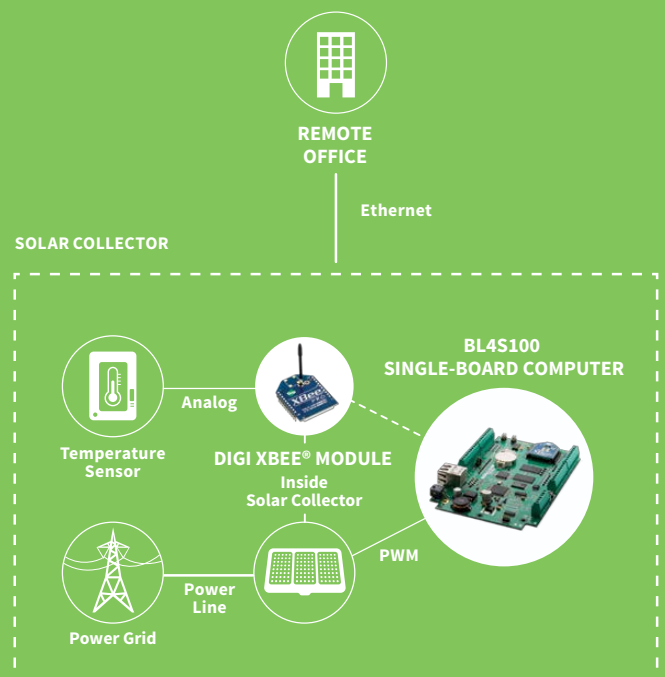 REMOTE
OFFICE
Ethernet
SOLAR COLLECTOR
BL4S100
SINGLE-BOARD COMPUTER
XBee
Analog
Temperature
Sensor
DIGI XBEE® MODULE
Inside
Solar Collector
PWM
Power
Line
Power Grid